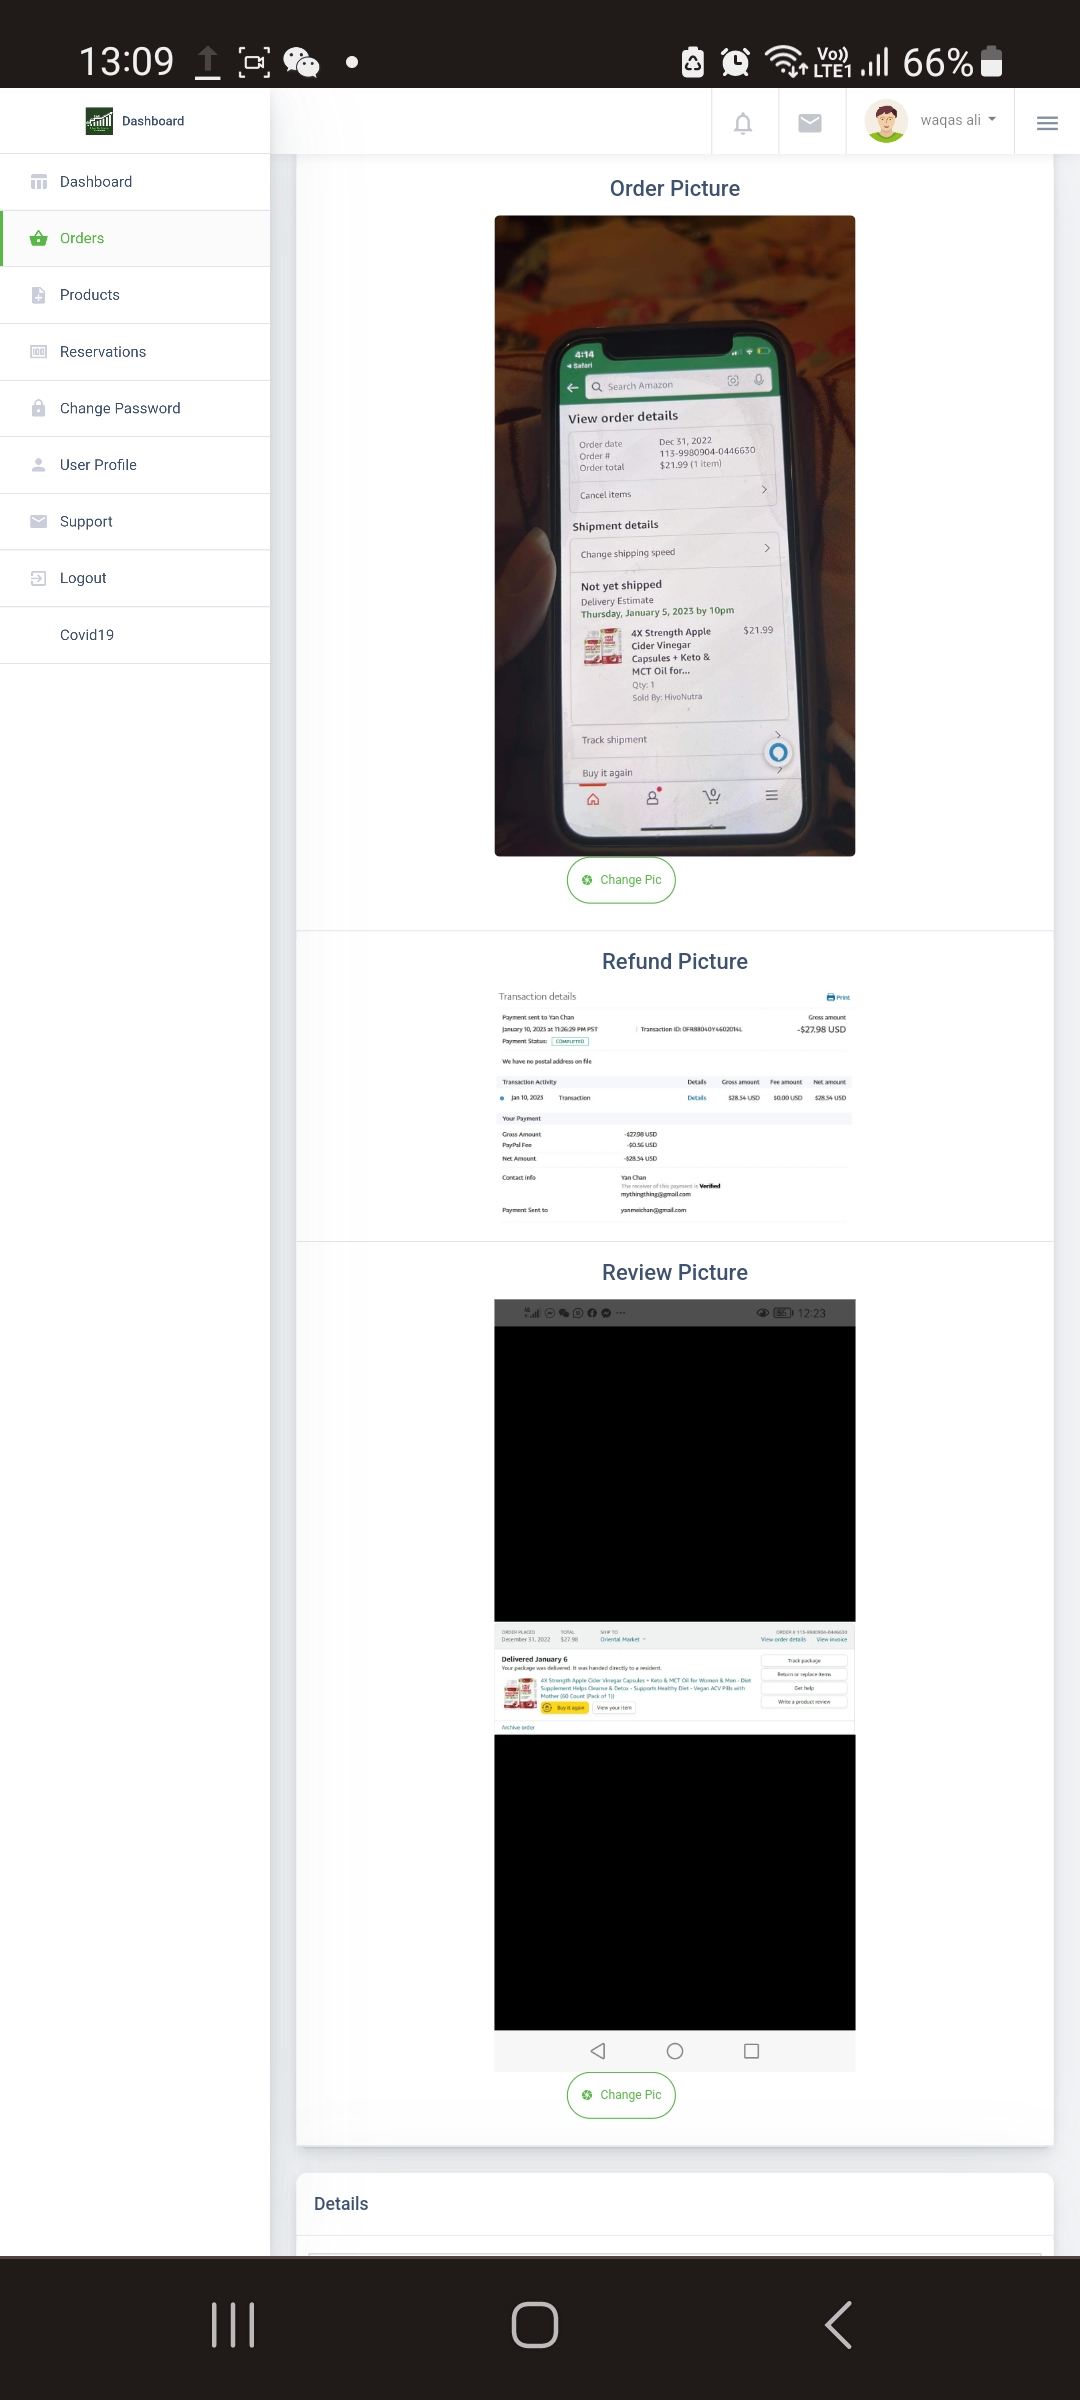 13:09
Vo))
LTE1
66%
Dashboard
waqas ali
Dashboard
Orders
Products
Reservations
Change Password
User Profile
Support
Logout
Covid19
Order Picture
4:14
Safari
Search Amazon
View order details
Order date Dec 31, 2022
Order # 113-9980904-0446630
Order total $21.99 (1 item)
Cancel items
Shipment details
Change shipping speed
Not yet shipped
Delivery Estimate
Thursday, January 5, 2023 by 10pm
4X Strength Apple $21.99
Cider Vinegar
Capsules + Keto &
MCT Oil for...
Qty: 1
Sold By: HivoNutra
Track shipment
Buy it again
0
Change Pic
Refund Picture
Transaction details Print
Payment sent to Yan Chan Gross amount
January 10, 2023 at 11:26:29 PM PST | Transaction ID: 0FR88040Y4602014L -$27.98 USD
Payment Status: COMPLETED
We have no postal address on file
Transaction Activity Details Gross amount Fee amount Net amount
Jan 10, 2023 Transaction Details $28.54 USD $0.00 USD $28.54 USD
Your Payment
Gross Amount -$27.98 USD
PayPal Fee -$0.56 USD
Net Amount -$28.54 USD
Contact info Yan Chan
The receiver of this payment is Verified
mythingthing@gmail.com
Payment Sent to yanmeichan@gmail.com
Review Picture
12:23
ORDER PLACED TOTAL SHIP TO ORDER # 113-9980904-0446630
December 31, 2022 $27.98 Oriental Market View order details View invoice
Delivered January 6
Your package was delivered. It was handed directly to a resident.
4X Strength Apple Cider Vinegar Capsules + Keto & MCT Oil for Women & Men - Diet
Supplement Helps Cleanse & Detox - Supports Healthy Diet - Vegan ACV Pills with
Mother (60 Count (Pack of 1))
Buy it again View your item
Track package
Return or replace items
Get help
Write a product review
Archive order
Change Pic
Details